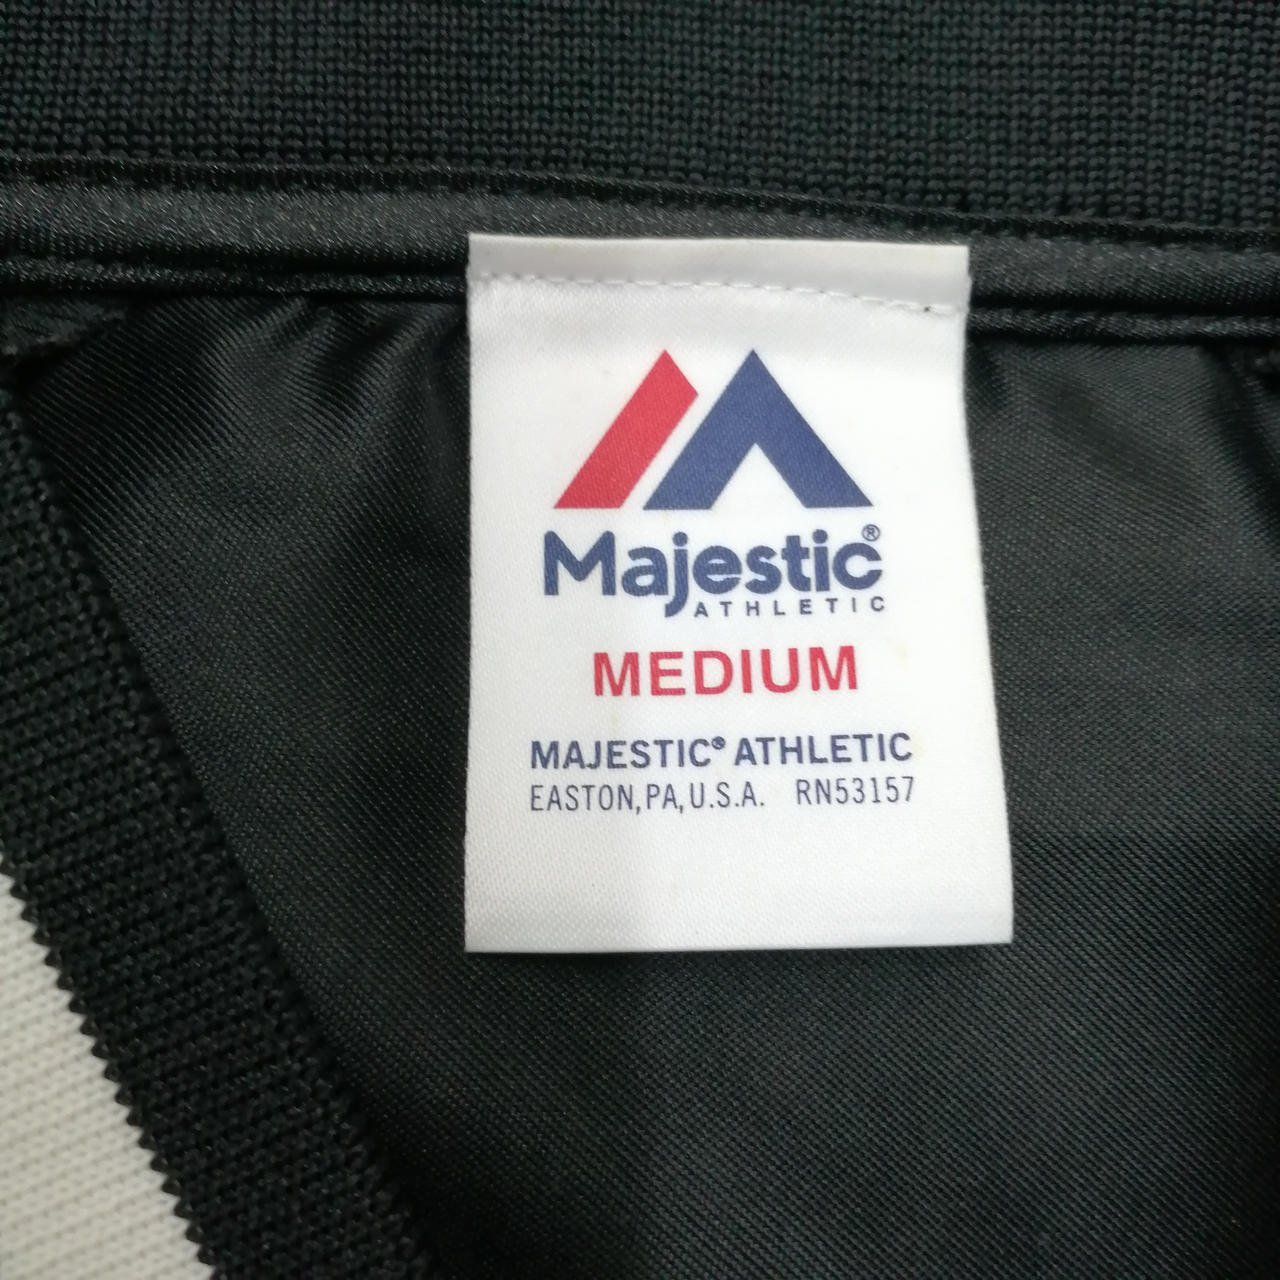 Majestic®
ATHLETIC
MEDIUM
MAJESTIC® ATHLETIC
EASTON, PA, U.S.A. RN53157